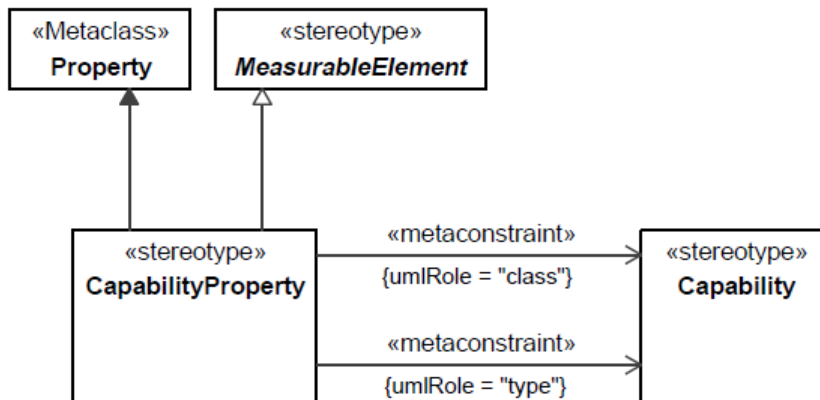 «Metaclass»
Property
«stereotype»
MeasurableElement
«stereotype»
CapabilityProperty
«metaconstraint»
{umlRole = "class"}
«metaconstraint»
{umlRole = "type"}
«stereotype»
Capability